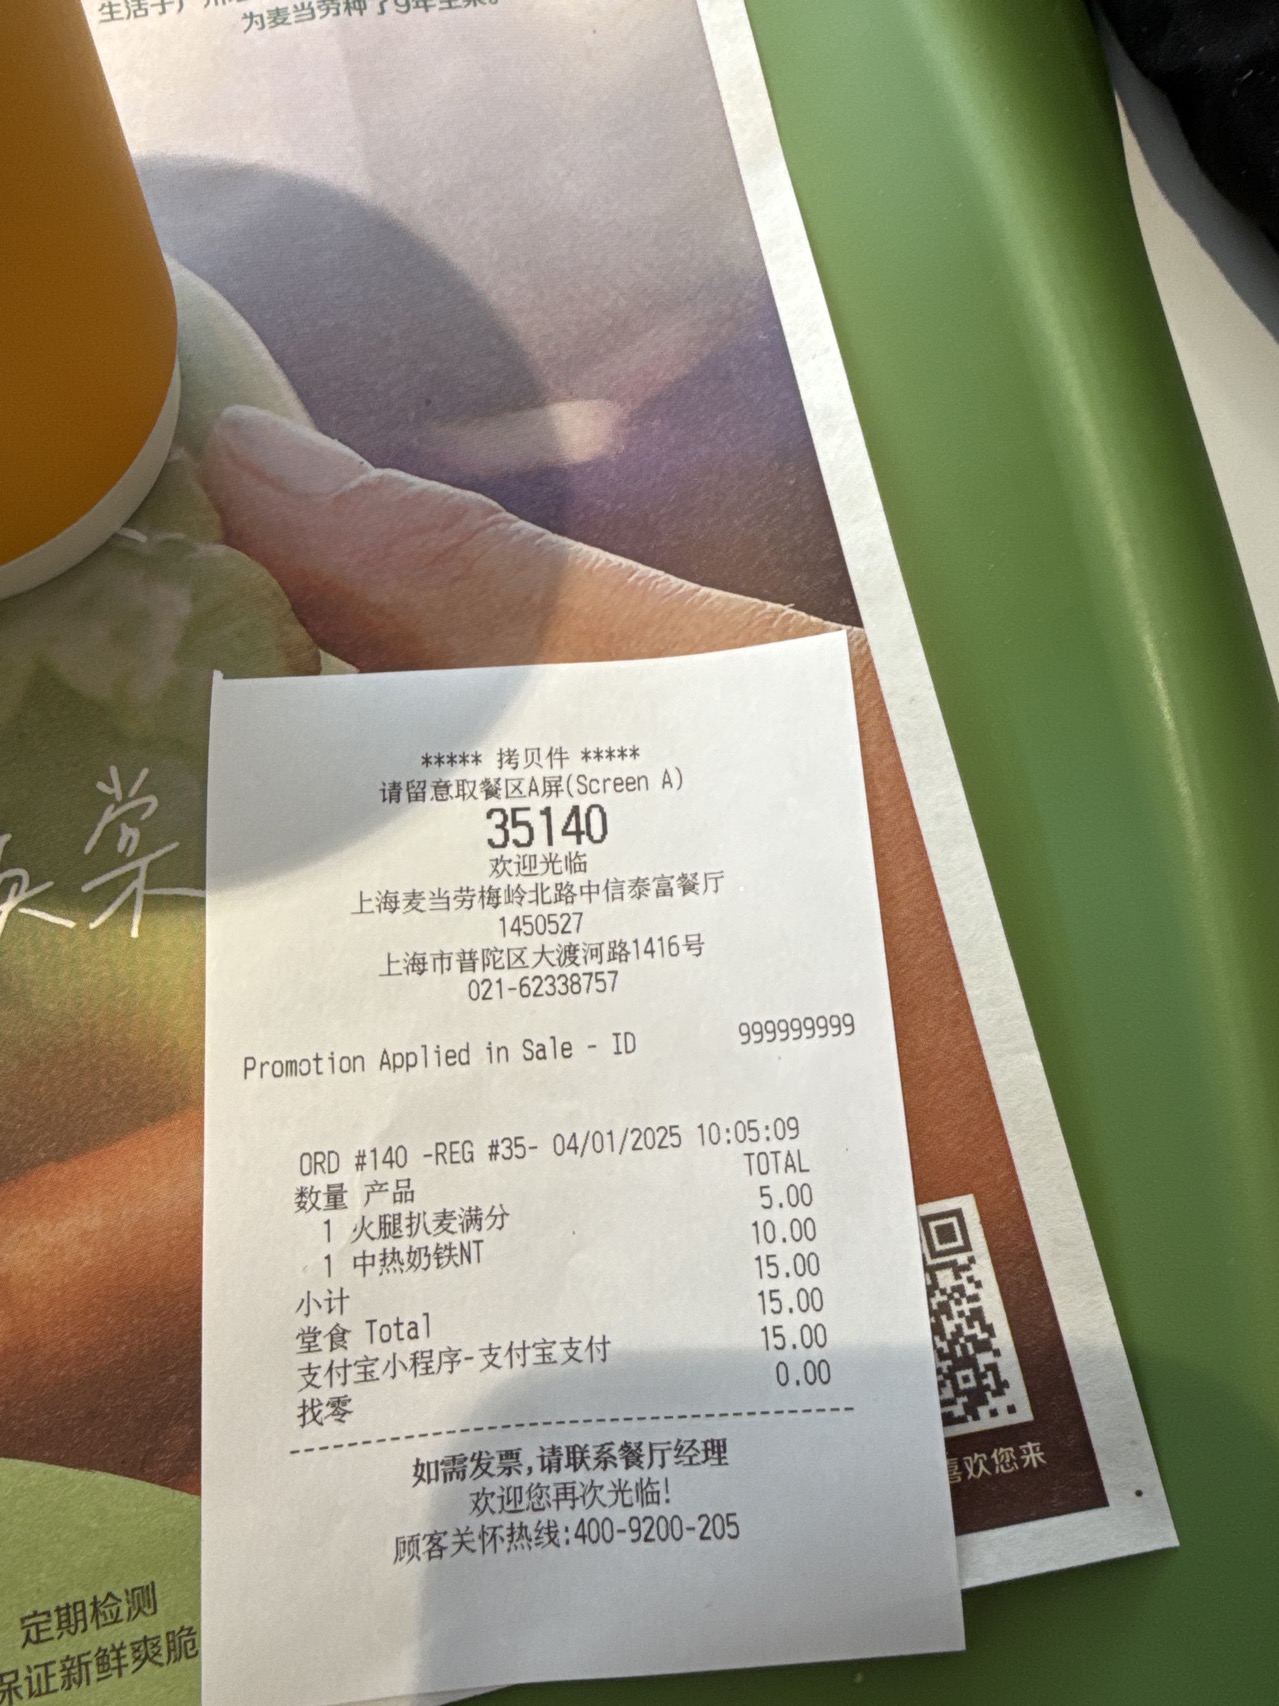 为麦当劳种了9年生菜。
***** 拷贝件 *****
请留意取餐区A屏(Screen A)
35140
欢迎光临
上海麦当劳梅岭北路中信泰富餐厅
1450527
上海市普陀区大渡河路1416号
021-62338757
Promotion Applied in Sale - ID 999999999
ORD #140 -REG #35- 04/01/2025 10:05:09
数量 产品 TOTAL
1 火腿扒麦满分 5.00
1 中热奶铁NT 10.00
小计 15.00
堂食 Total 15.00
支付宝小程序-支付宝支付 15.00
找零 0.00
如需发票,请联系餐厅经理
欢迎您再次光临!
顾客关怀热线:400-9200-205
喜欢您来
定期检测
保证新鲜爽脆